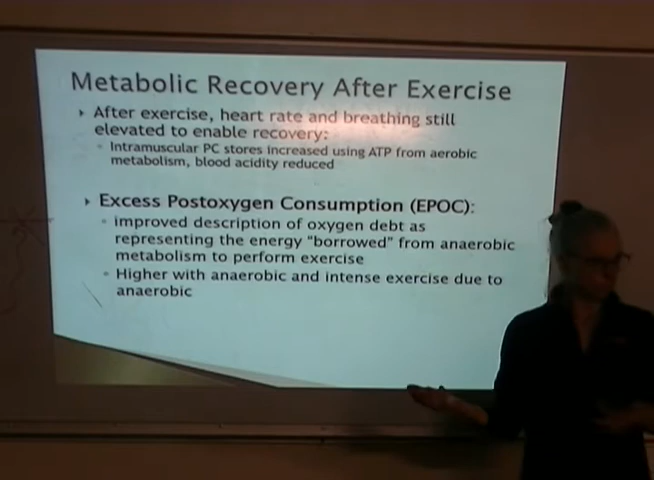 Metabolic Recovery After Exercise
After exercise, heart rate and breathing still
elevated to enable recovery:
Intramuscular PC stores increased using ATP from aerobic
metabolism, blood acidity reduced
Excess Postoxygen Consumption (EPOC):
improved description of oxygen debt as
representing the energy "borrowed" from anaerobic
metabolism to perform exercise
Higher with anaerobic and intense exercise due to
anaerobic